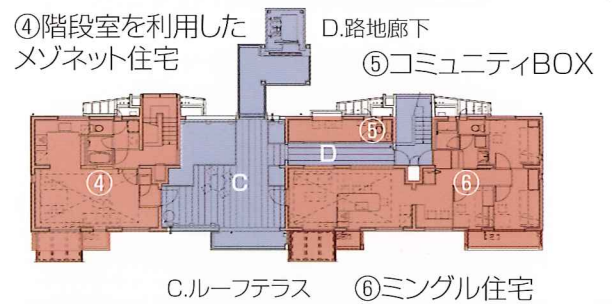 ④階段室を利用した
メゾネット住宅
D.路地廊下
⑤コミュニティBOX
⑤
D
④
C
⑥
C.ルーフテラス
⑥ミングル住宅